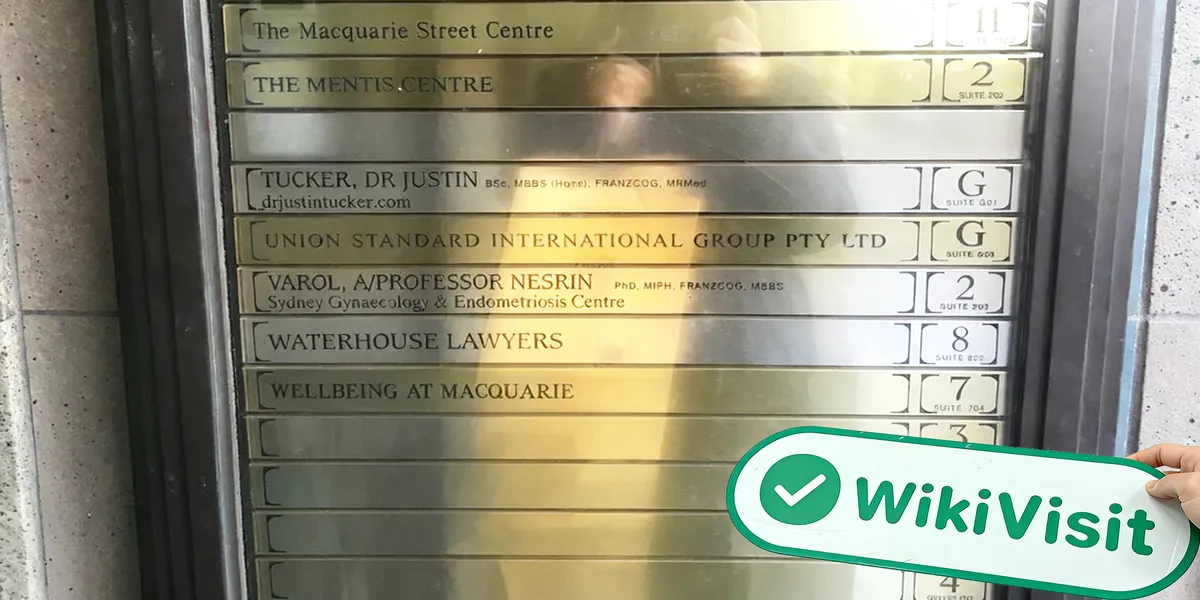 The Macquarie Street Centre 11
THE MENTIS CENTRE 2
SUITE 202
TUCKER, DR JUSTIN BSc, MBBS (Hons), FRANZCOG, MRMed G
drjustintucker.com SUITE G01
UNION STANDARD INTERNATIONAL GROUP PTY LTD G
SUITE G03
VAROL, A/PROFESSOR NESRIN PhD, MIPH, FRANZCOG, MBBS 2
Sydney Gynaecology & Endometriosis Centre SUITE 203
WATERHOUSE LAWYERS 8
SUITE 802
WELLBEING AT MACQUARIE 7
SUITE 704
3
WikiVisit
4